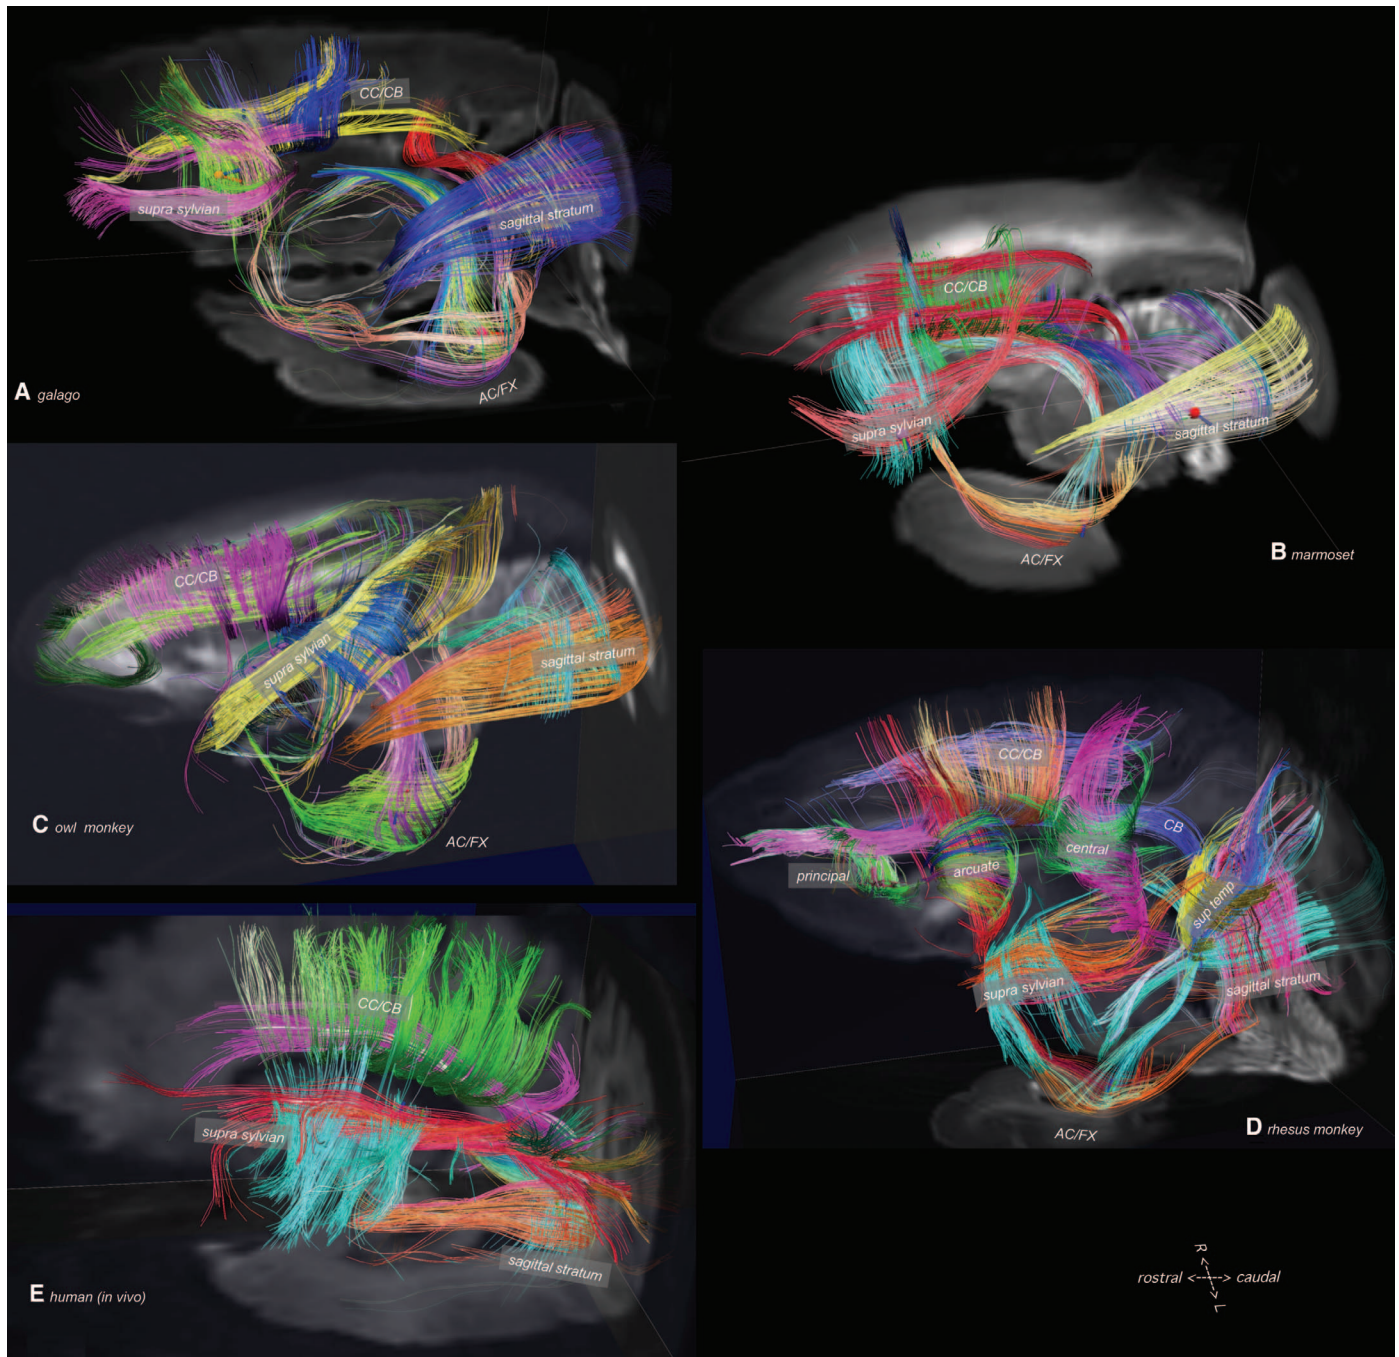 CC/CB
supra sylvian
sagittal stratum
AC/FX
A galago
CC/CB
supra sylvian
sagittal stratum
AC/FX
B marmoset
CC/CB
supra sylvian
sagittal stratum
C owl monkey
AC/FX
CC/CB
CB
principal
arcuate
central
sup temp
supra sylvian
sagittal stratum
AC/FX
D rhesus monkey
CC/CB
supra sylvian
sagittal stratum
E human (in vivo)
R
rostral <----> caudal
L